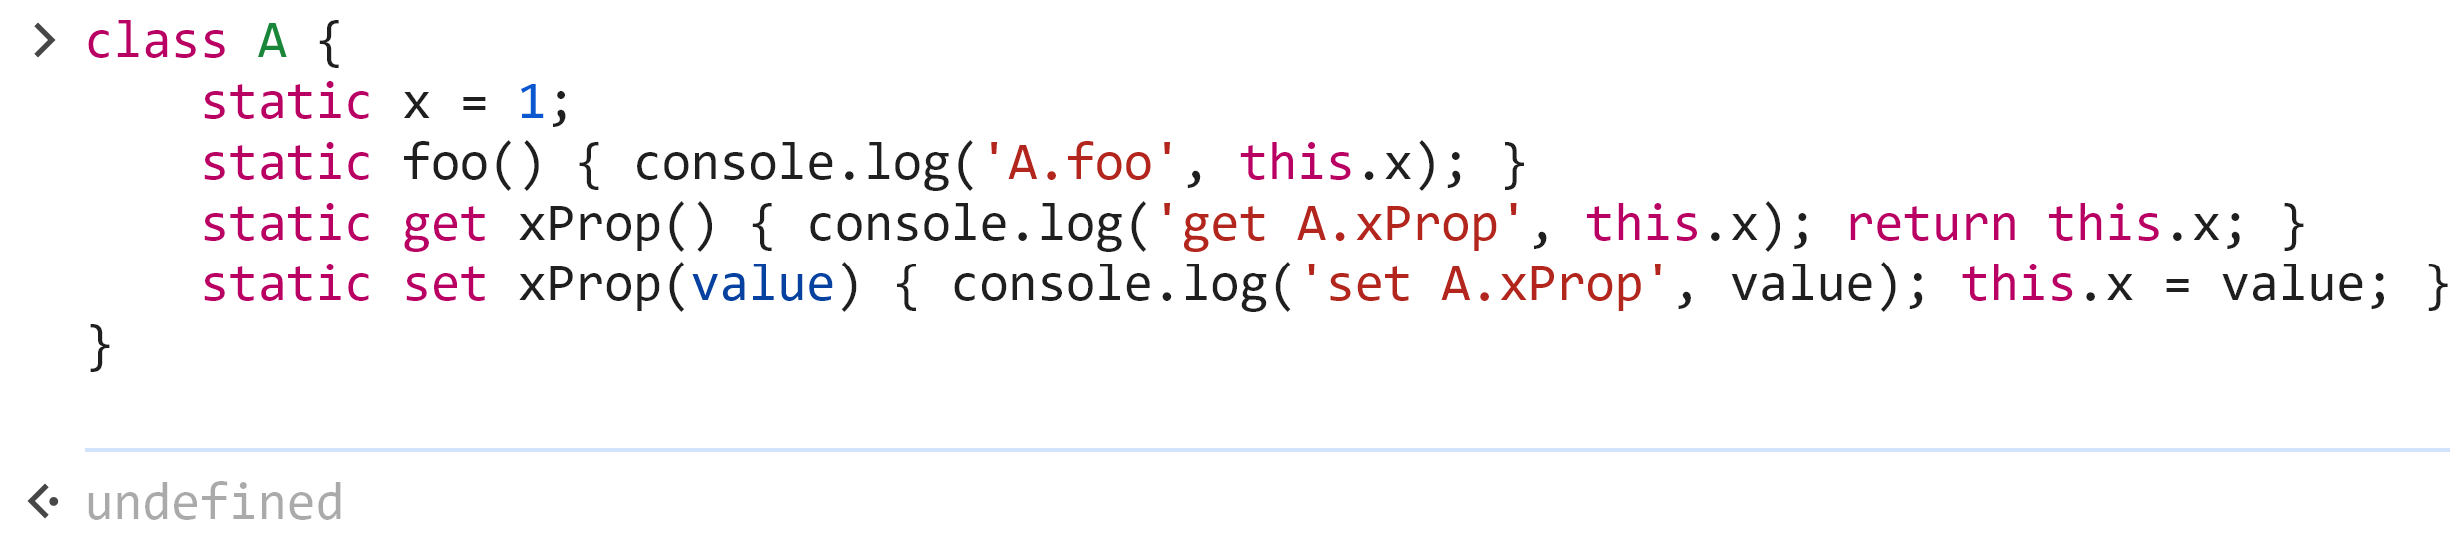 class A {
    static x = 1;
    static foo() { console.log('A.foo', this.x); }
    static get xProp() { console.log('get A.xProp', this.x); return this.x; }
    static set xProp(value) { console.log('set A.xProp', value); this.x = value; }
}
undefined